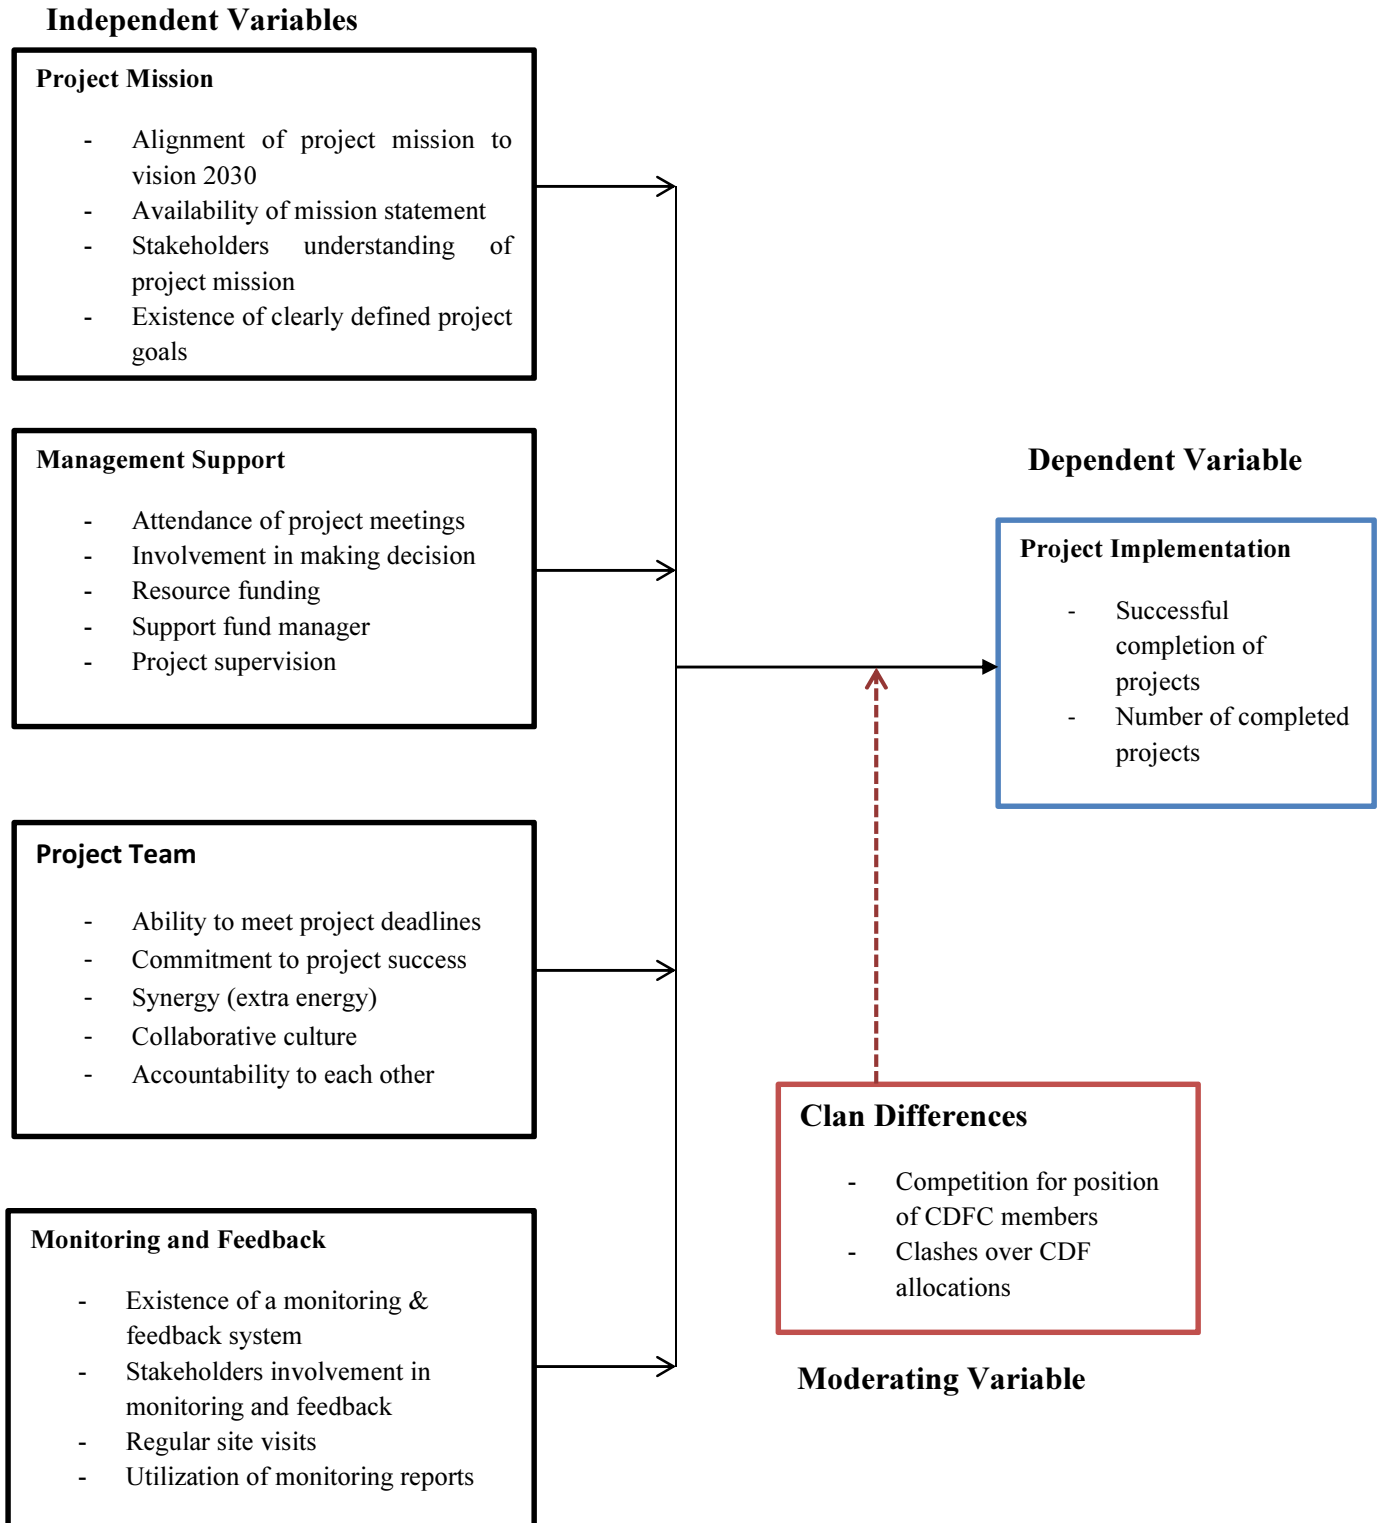 Independent Variables
Project Mission
- Alignment of project mission to
vision 2030
- Availability of mission statement
- Stakeholders understanding of
project mission
- Existence of clearly defined project
goals
Management Support
- Attendance of project meetings
- Involvement in making decision
- Resource funding
- Support fund manager
- Project supervision
Project Team
- Ability to meet project deadlines
- Commitment to project success
- Synergy (extra energy)
- Collaborative culture
- Accountability to each other
Monitoring and Feedback
- Existence of a monitoring &
feedback system
- Stakeholders involvement in
monitoring and feedback
- Regular site visits
- Utilization of monitoring reports
Dependent Variable
Project Implementation
- Successful
completion of
projects
- Number of completed
projects
Clan Differences
- Competition for position
of CDFC members
- Clashes over CDF
allocations
Moderating Variable